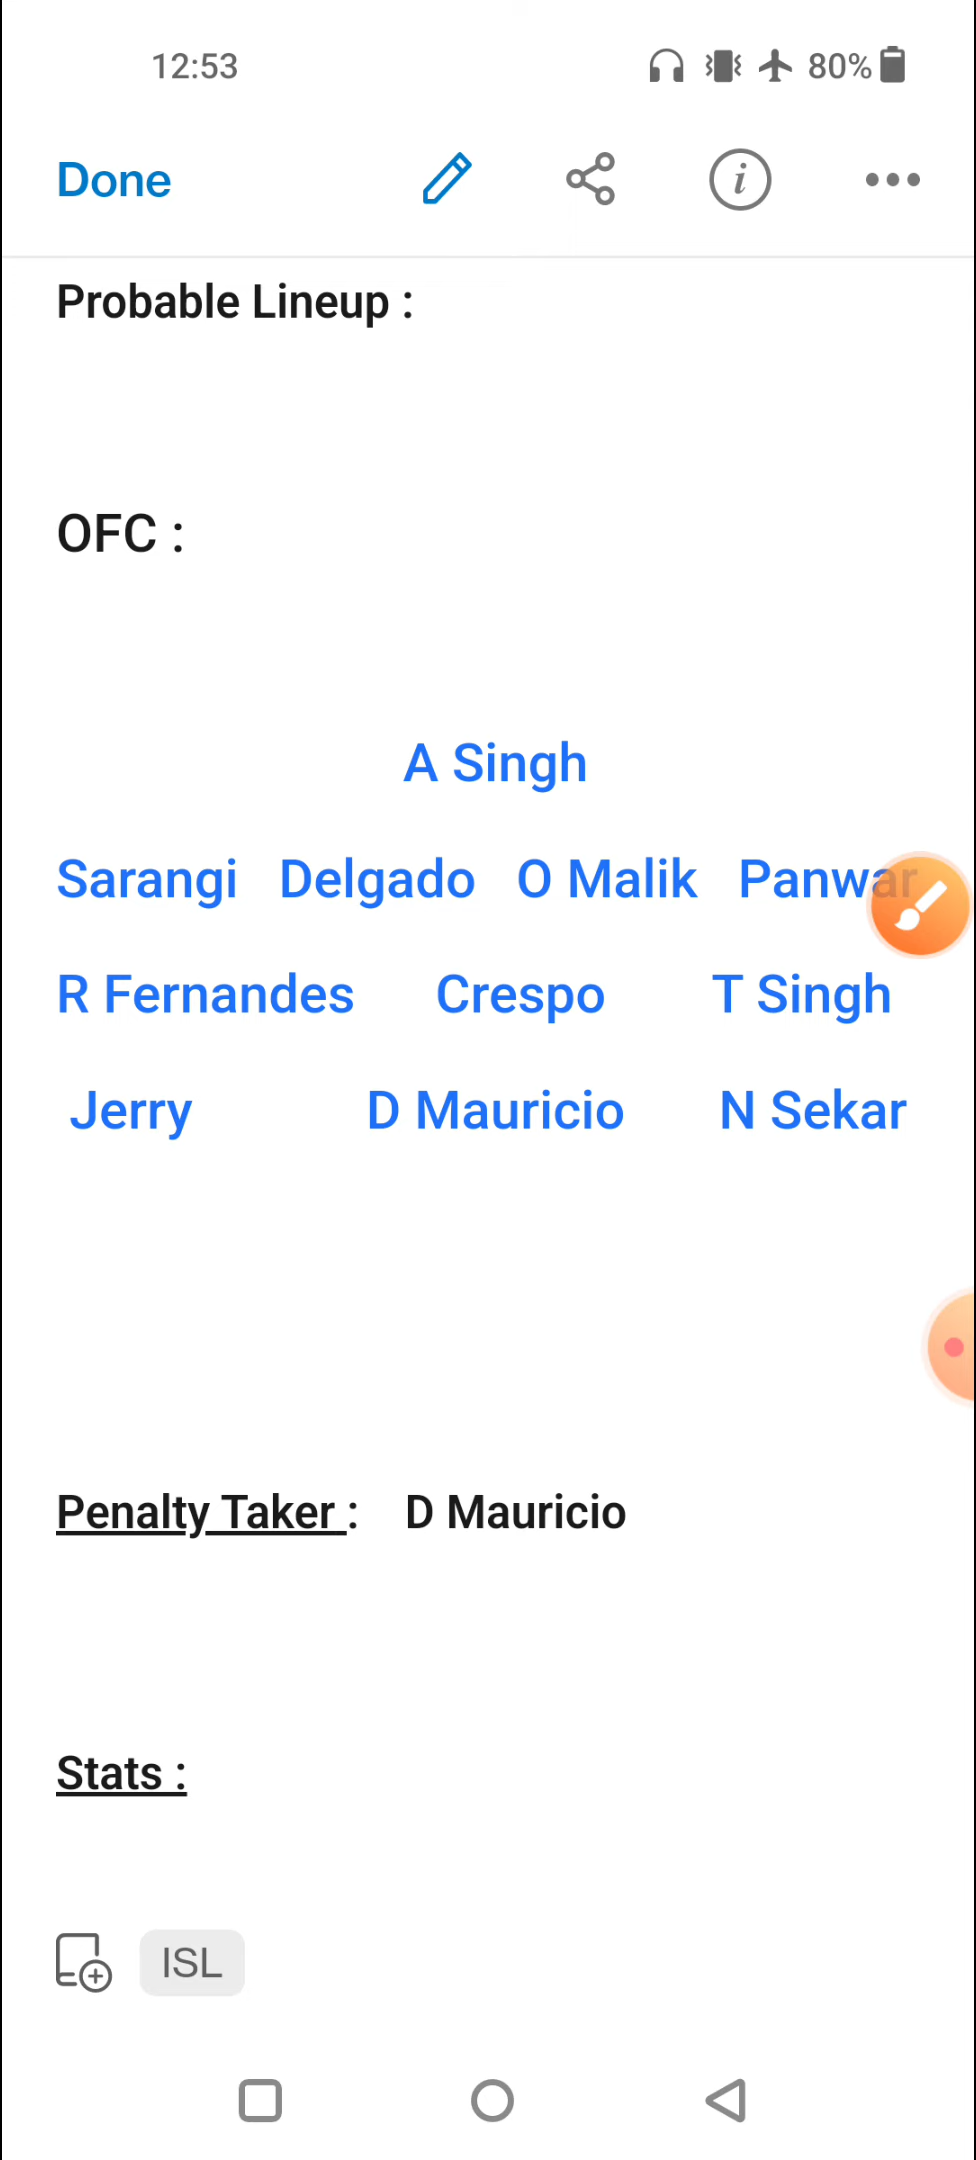 12:53 80%
Done
Probable Lineup :
OFC :
A Singh
Sarangi Delgado O Malik Panwar
R Fernandes Crespo T Singh
Jerry D Mauricio N Sekar
Penalty Taker : D Mauricio
Stats :
ISL